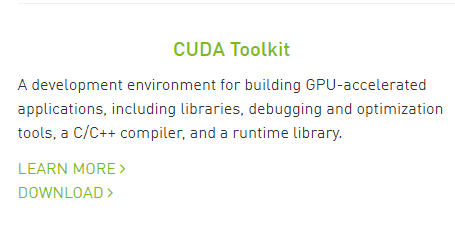 CUDA Toolkit
A development environment for building GPU-accelerated
applications, including libraries, debugging and optimization
tools, a C/C++ compiler, and a runtime library.
LEARN MORE >
DOWNLOAD >